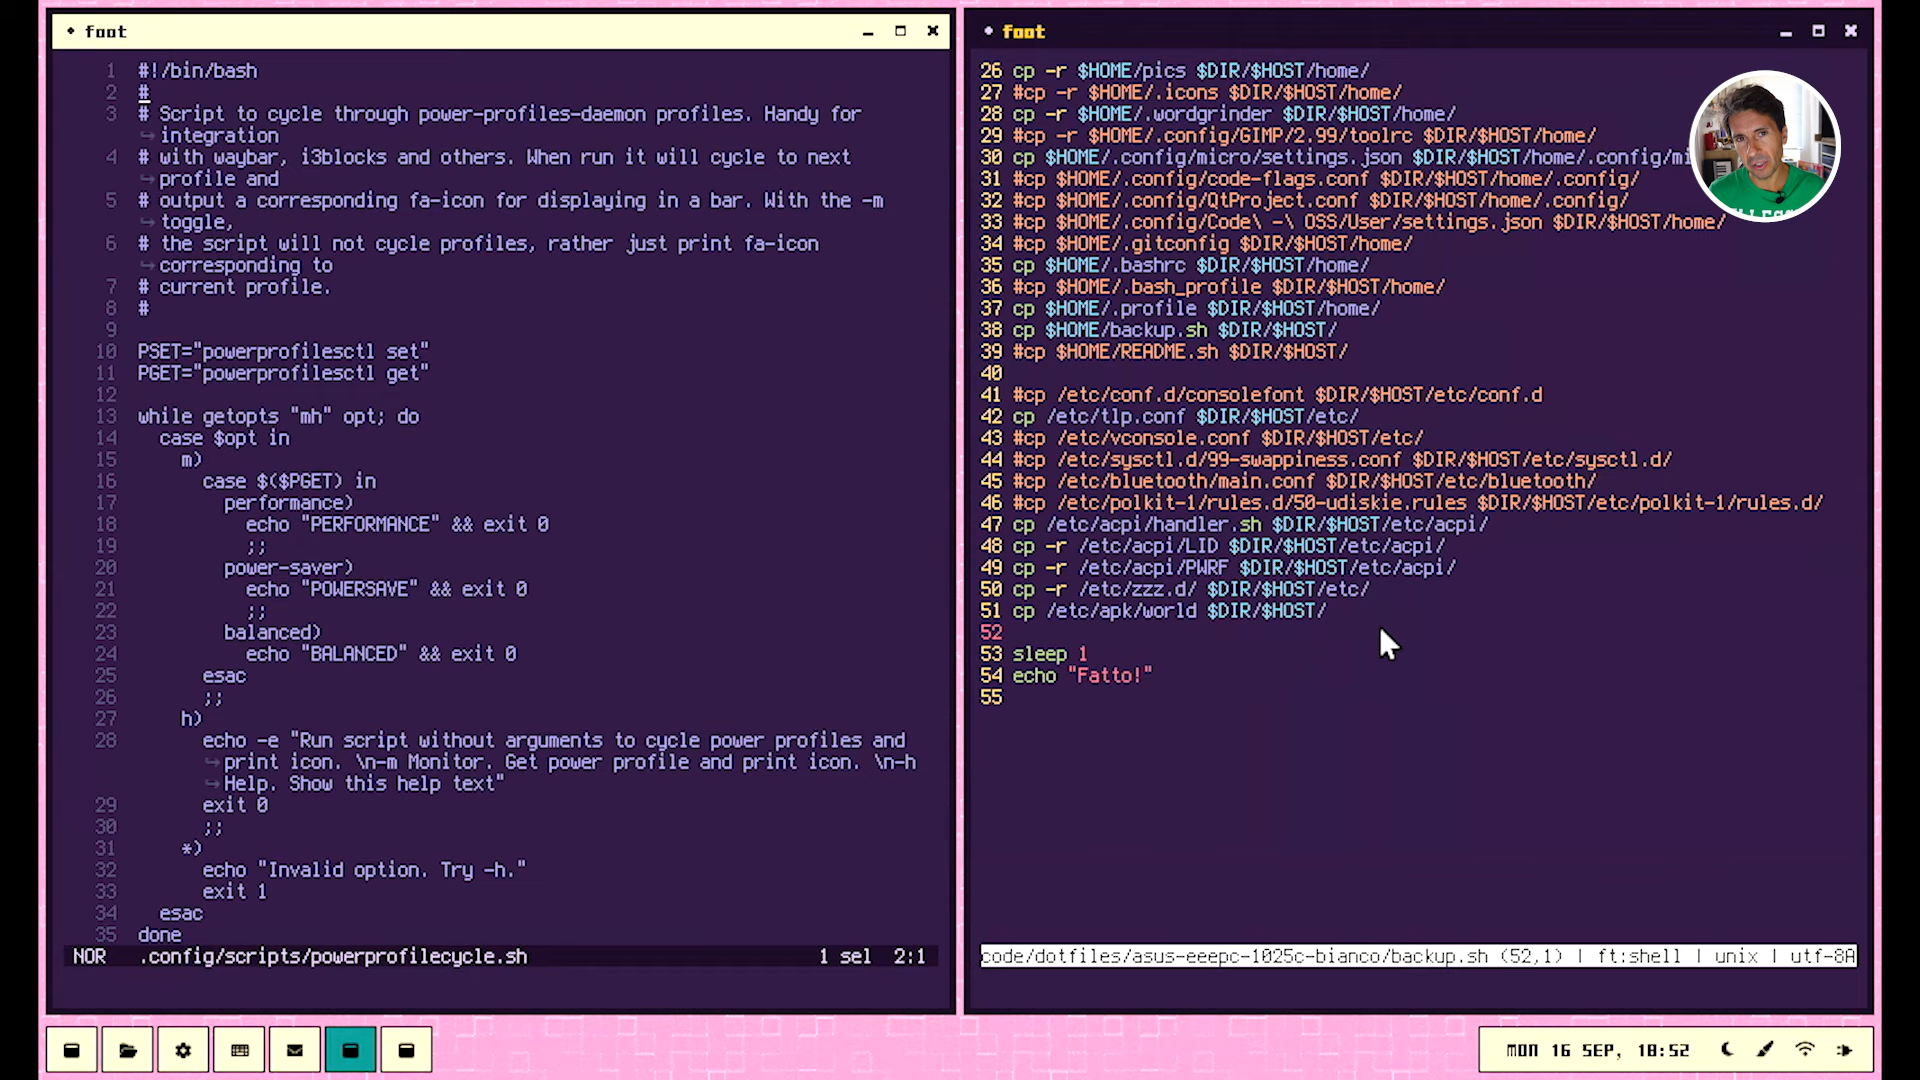 • foot
1 #!/bin/bash
2 #
3 # Script to cycle through power-profiles-daemon profiles. Handy for
↪ integration
4 # with waybar, i3blocks and others. When run it will cycle to next
↪ profile and
5 # output a corresponding fa-icon for displaying in a bar. With the -m
↪ toggle,
6 # the script will not cycle profiles, rather just print fa-icon
↪ corresponding to
7 # current profile.
8 #
9
10 PSET="powerprofilesctl set"
11 PGET="powerprofilesctl get"
12
13 while getopts "mh" opt; do
14 case $opt in
15 m)
16 case $($PGET) in
17 performance)
18 echo "PERFORMANCE" && exit 0
19 ;;
20 power-saver)
21 echo "POWERSAVE" && exit 0
22 ;;
23 balanced)
24 echo "BALANCED" && exit 0
25 esac
26 ;;
27 h)
28 echo -e "Run script without arguments to cycle power profiles and
↪ print icon. \n-m Monitor. Get power profile and print icon. \n-h
↪ Help. Show this help text"
29 exit 0
30 ;;
31 *)
32 echo "Invalid option. Try -h."
33 exit 1
34 esac
35 done
NOR .config/scripts/powerprofilecycle.sh 1 sel 2:1
• foot
26 cp -r $HOME/pics $DIR/$HOST/home/
27 #cp -r $HOME/.icons $DIR/$HOST/home/
28 cp -r $HOME/.wordgrinder $DIR/$HOST/home/
29 #cp -r $HOME/.config/GIMP/2.99/toolrc $DIR/$HOST/home/
30 cp $HOME/.config/micro/settings.json $DIR/$HOST/home/.config/mi
31 #cp $HOME/.config/code-flags.conf $DIR/$HOST/home/.config/
32 #cp $HOME/.config/QtProject.conf $DIR/$HOST/home/.config/
33 #cp $HOME/.config/Code\ -\ OSS/User/settings.json $DIR/$HOST/home/
34 #cp $HOME/.gitconfig $DIR/$HOST/home/
35 cp $HOME/.bashrc $DIR/$HOST/home/
36 #cp $HOME/.bash_profile $DIR/$HOST/home/
37 cp $HOME/.profile $DIR/$HOST/home/
38 cp $HOME/backup.sh $DIR/$HOST/
39 #cp $HOME/README.sh $DIR/$HOST/
40
41 #cp /etc/conf.d/consolefont $DIR/$HOST/etc/conf.d
42 cp /etc/tlp.conf $DIR/$HOST/etc/
43 #cp /etc/vconsole.conf $DIR/$HOST/etc/
44 #cp /etc/sysctl.d/99-swappiness.conf $DIR/$HOST/etc/sysctl.d/
45 #cp /etc/bluetooth/main.conf $DIR/$HOST/etc/bluetooth/
46 #cp /etc/polkit-1/rules.d/50-udiskie.rules $DIR/$HOST/etc/polkit-1/rules.d/
47 cp /etc/acpi/handler.sh $DIR/$HOST/etc/acpi/
48 cp -r /etc/acpi/LID $DIR/$HOST/etc/acpi/
49 cp -r /etc/acpi/PWRF $DIR/$HOST/etc/acpi/
50 cp -r /etc/zzz.d/ $DIR/$HOST/etc/
51 cp /etc/apk/world $DIR/$HOST/
52
53 sleep 1
54 echo "Fatto!"
55
code/dotfiles/asus-eeepc-1025c-bianco/backup.sh (52,1) | ft:shell | unix | utf-8A
MON 16 SEP, 18:52